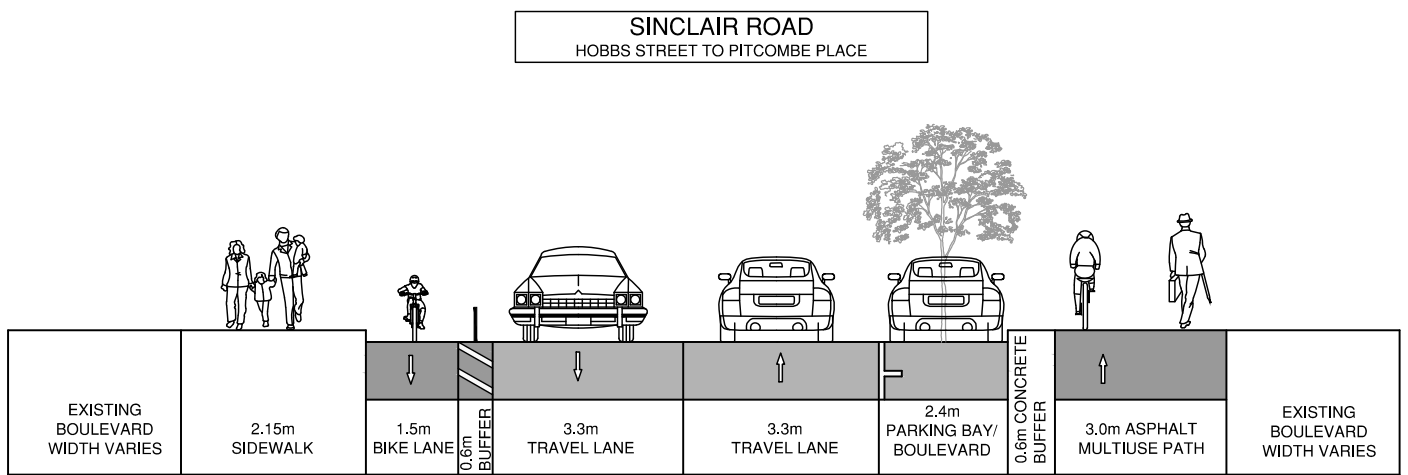 SINCLAIR ROAD
HOBBS STREET TO PITCOMBE PLACE
EXISTING
BOULEVARD
WIDTH VARIES
2.15m
SIDEWALK
1.5m
BIKE LANE
0.6m
BUFFER
3.3m
TRAVEL LANE
3.3m
TRAVEL LANE
2.4m
PARKING BAY/
BOULEVARD
0.8m CONCRETE
BUFFER
3.0m ASPHALT
MULTIUSE PATH
EXISTING
BOULEVARD
WIDTH VARIES